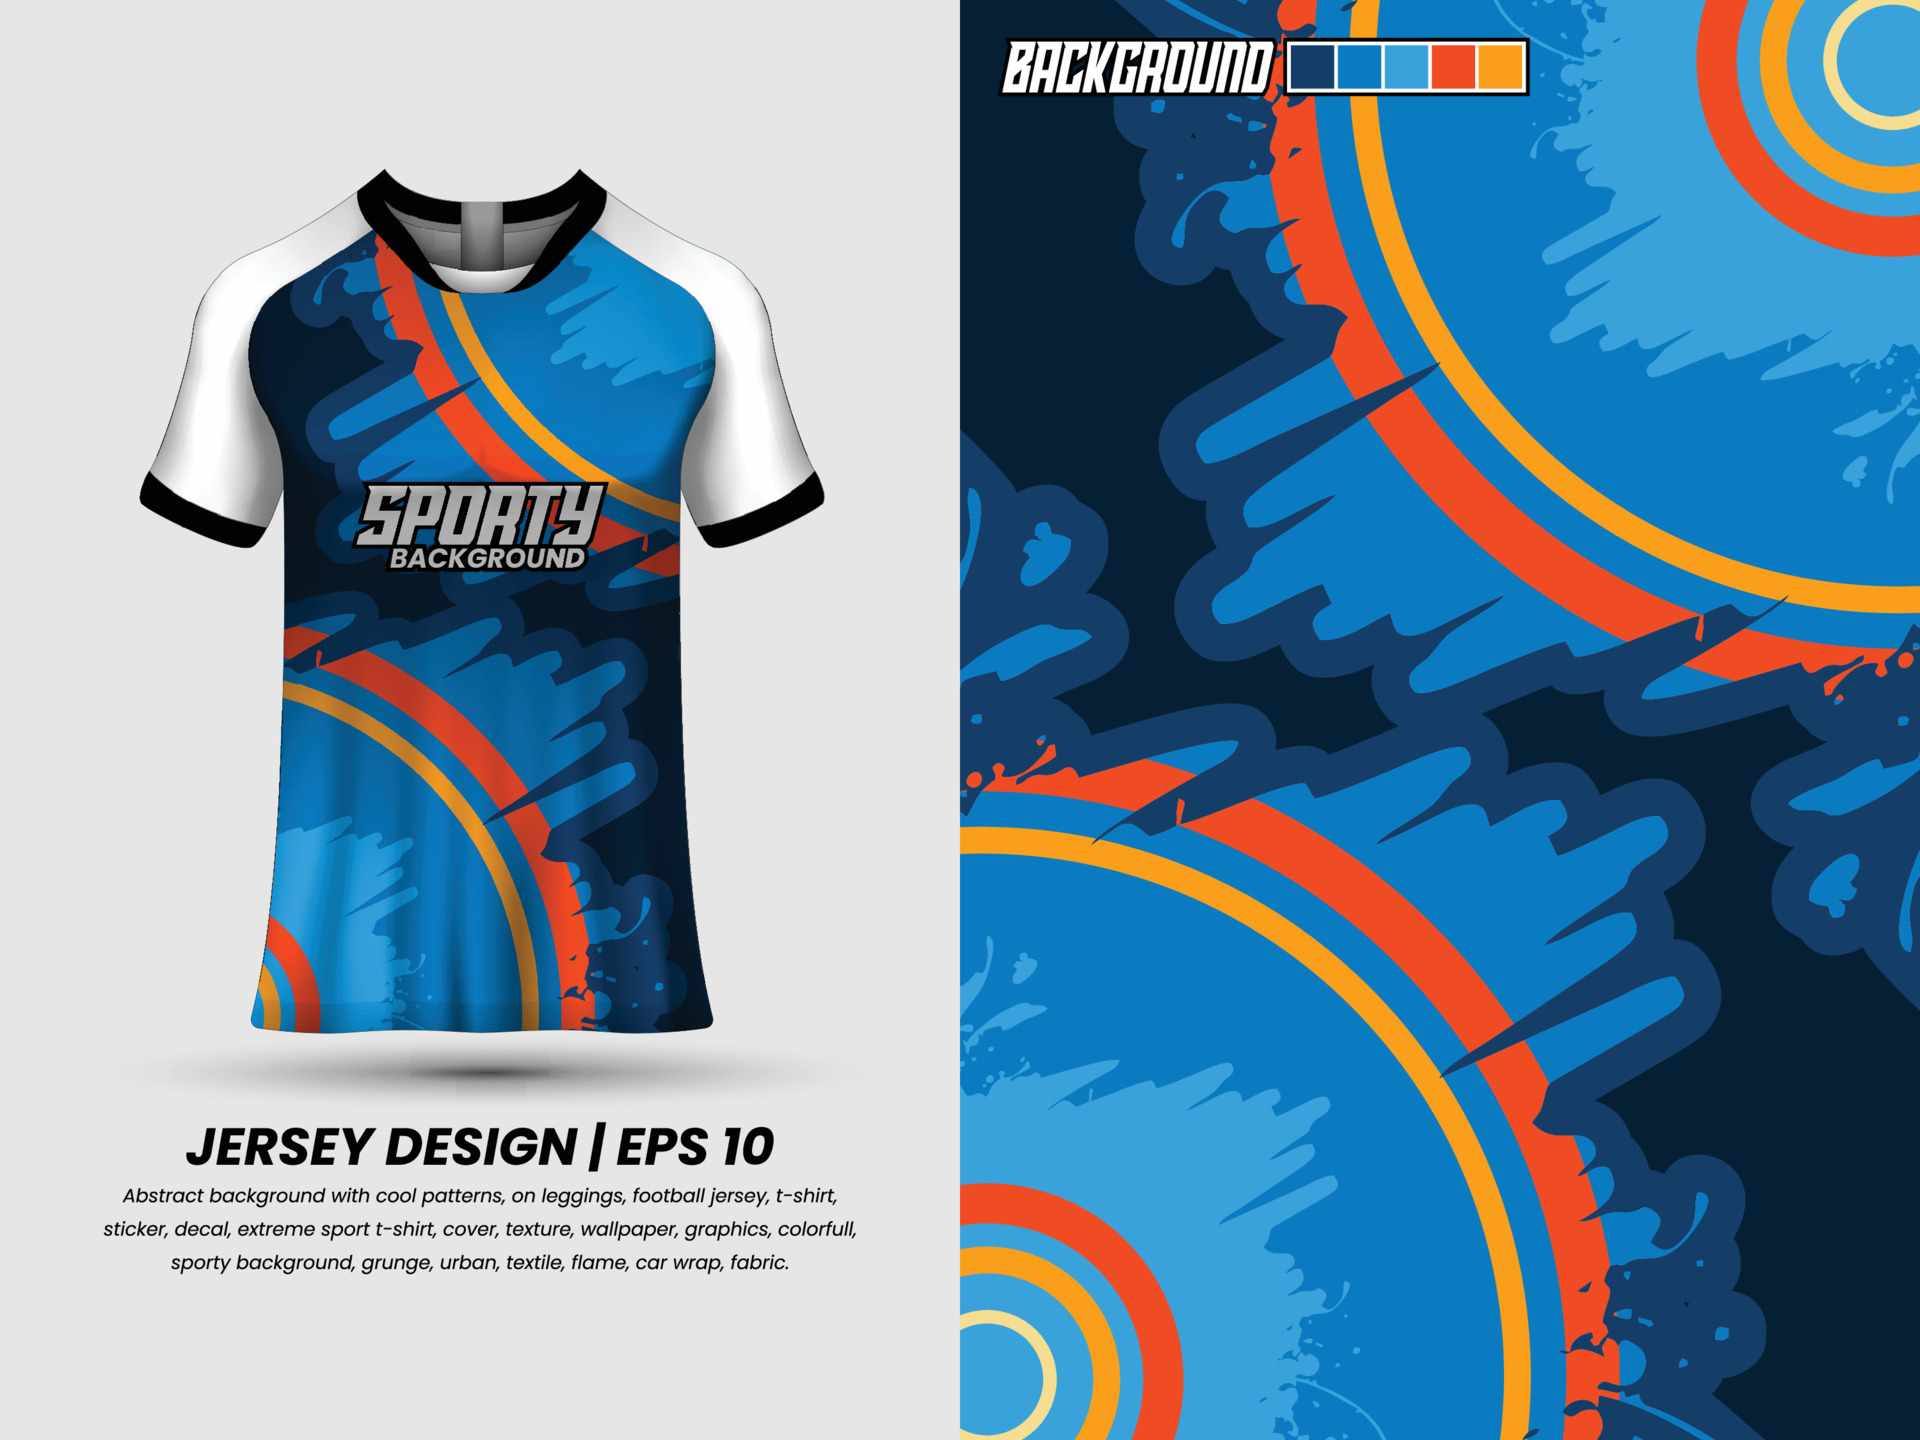 SPORTY
BACKGROUND
JERSEY DESIGN | EPS 10
Abstract background with cool patterns, on leggings, football jersey, t-shirt,
sticker, decal, extreme sport t-shirt, cover, texture, wallpaper, graphics, colorfull,
sporty background, grunge, urban, textile, flame, car wrap, fabric.
BACKGROUND